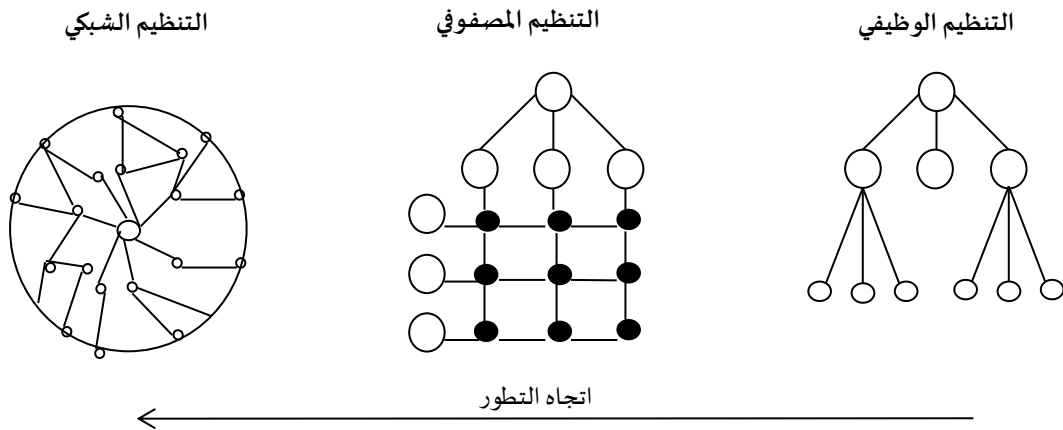 التنظيم الوظيفي
التنظيم المصفوفي
التنظيم الشبكي
اتجاه التطور